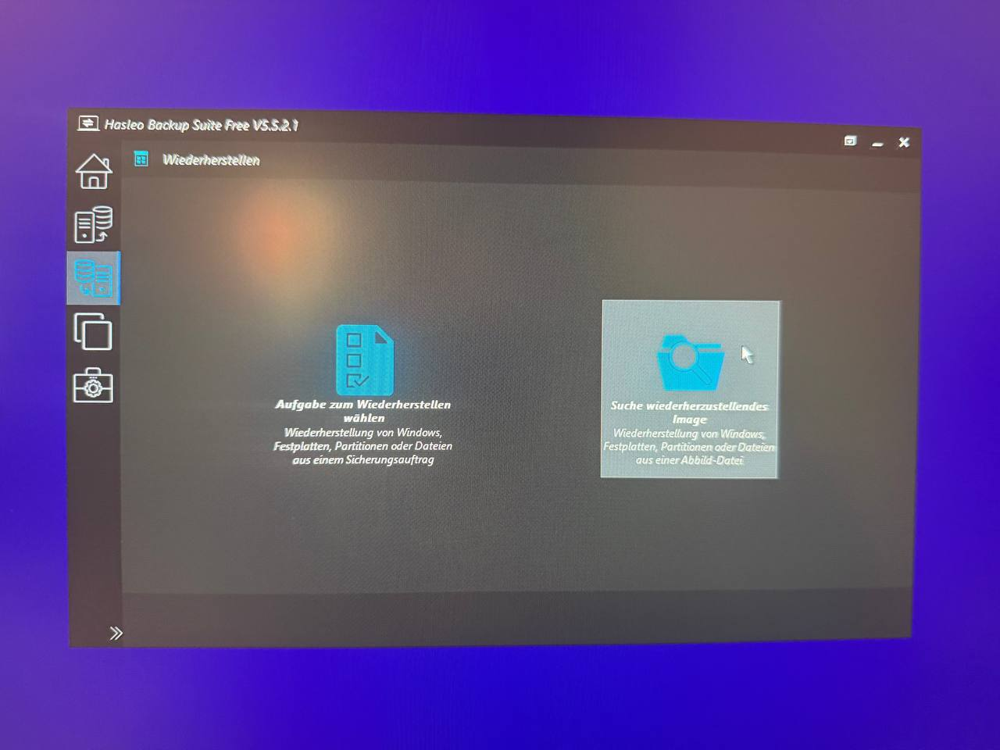 Hasleo Backup Suite Free V5.5.2.1
Wiederherstellen
Aufgabe zum Wiederherstellen
wählen
Wiederherstellung von Windows,
Festplatten, Partitionen oder Dateien
aus einem Sicherungsauftrag
Suche wiederherzustellendes
Image
Wiederherstellung von Windows,
Festplatten, Partitionen oder Dateien
aus einer Abbild-Datei